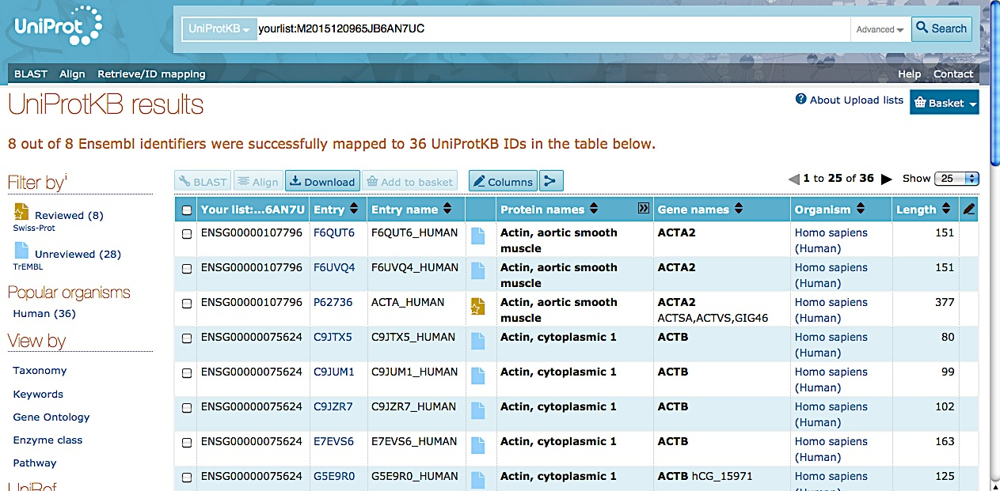 UniProt
UniProtKB yourlist:M2015120965JB6AN7UC Advanced Search
BLAST Align Retrieve/ID mapping Help Contact
UniProtKB results
About Upload lists Basket
8 out of 8 Ensembl identifiers were successfully mapped to 36 UniProtKB IDs in the table below.
Filter by i
Reviewed (8)
Swiss-Prot
Unreviewed (28)
TrEMBL
Popular organisms
Human (36)
View by
Taxonomy
Keywords
Gene Ontology
Enzyme class
Pathway
UniRef
BLAST Align Download Add to basket Columns 1 to 25 of 36 Show 25
Your list:...6AN7U Entry Entry name Protein names Gene names Organism Length
ENSG00000107796 F6QUT6 F6QUT6_HUMAN Actin, aortic smooth ACTA2 Homo sapiens 151
muscle (Human)
ENSG00000107796 F6UVQ4 F6UVQ4_HUMAN Actin, aortic smooth ACTA2 Homo sapiens 151
muscle (Human)
ENSG00000107796 P62736 ACTA_HUMAN Actin, aortic smooth ACTA2 Homo sapiens 377
muscle ACTSA,ACTVS,GIG46 (Human)
ENSG00000075624 C9JTX5 C9JTX5_HUMAN Actin, cytoplasmic 1 ACTB Homo sapiens 80
(Human)
ENSG00000075624 C9JUM1 C9JUM1_HUMAN Actin, cytoplasmic 1 ACTB Homo sapiens 99
(Human)
ENSG00000075624 C9JZR7 C9JZR7_HUMAN Actin, cytoplasmic 1 ACTB Homo sapiens 102
(Human)
ENSG00000075624 E7EVS6 E7EVS6_HUMAN Actin, cytoplasmic 1 ACTB Homo sapiens 163
(Human)
ENSG00000075624 G5E9R0 G5E9R0_HUMAN Actin, cytoplasmic 1 ACTB hCG_15971 Homo sapiens 125